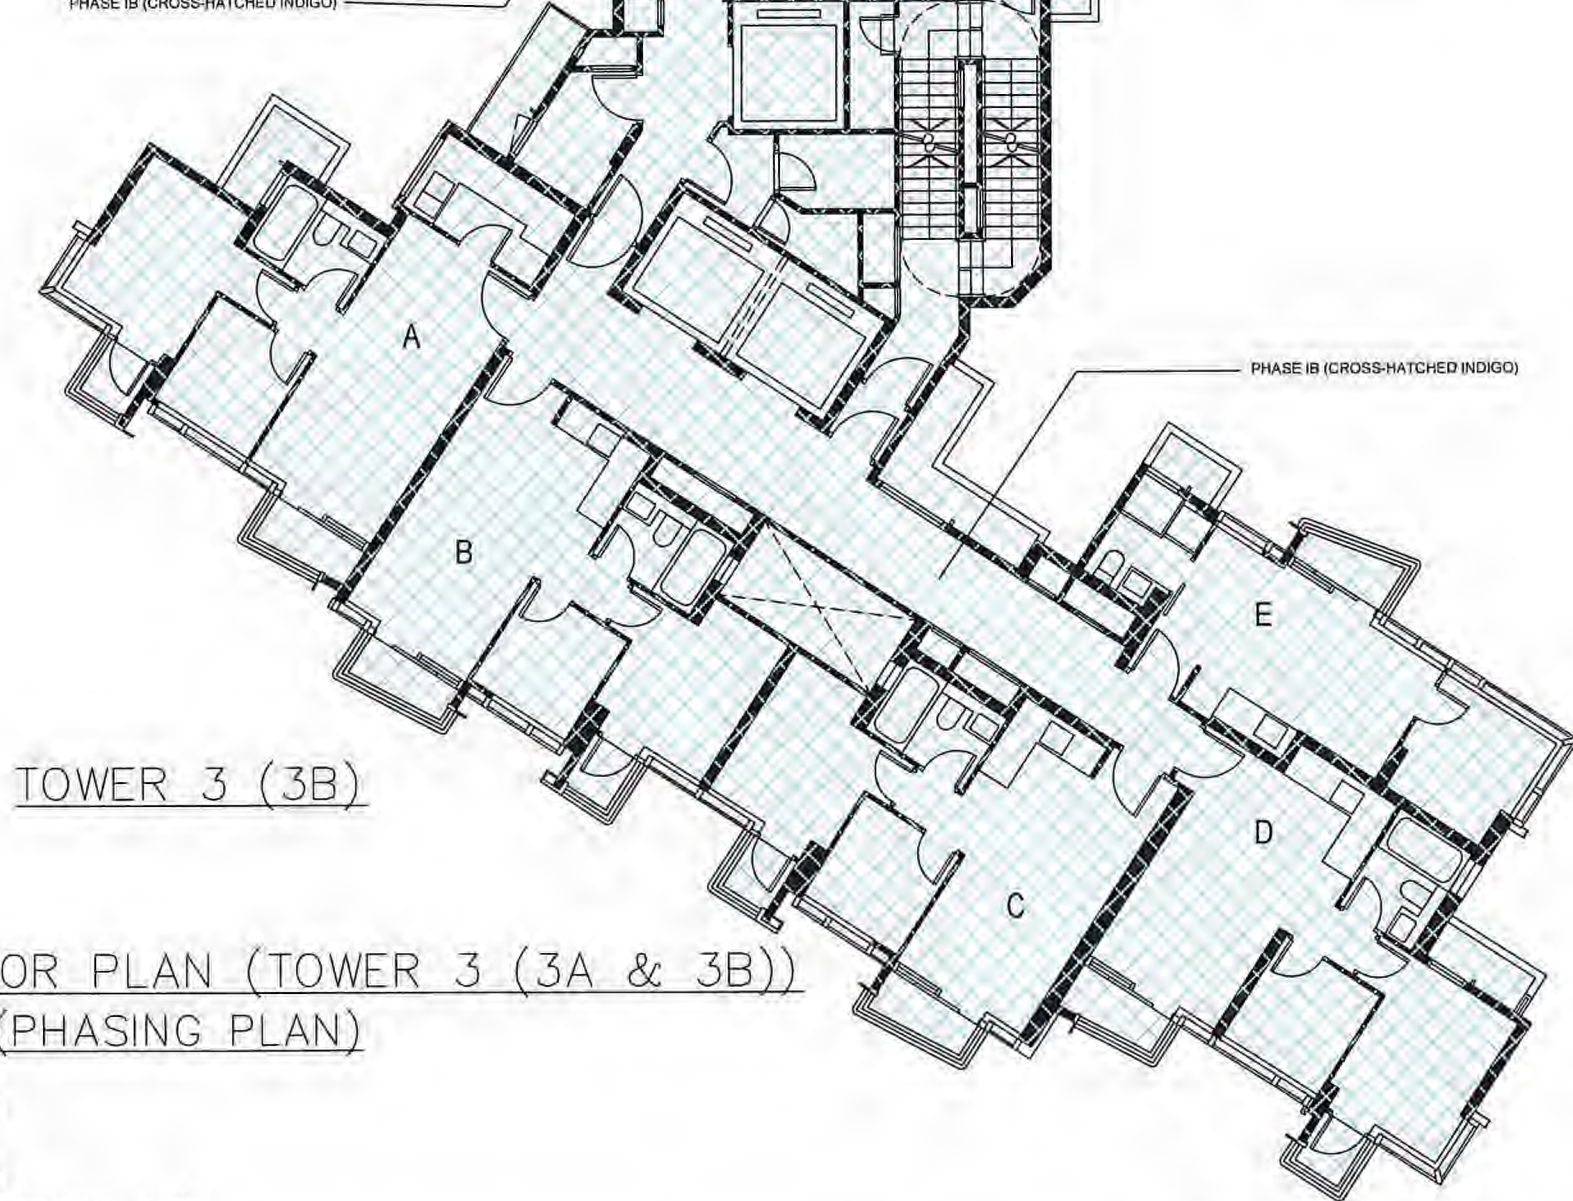 PHASE IB (CROSS-HATCHED INDIGO)
A
PHASE IB (CROSS-HATCHED INDIGO)
B
E
TOWER 3 (3B)
D
C
OR PLAN (TOWER 3 (3A & 3B))
(PHASING PLAN)